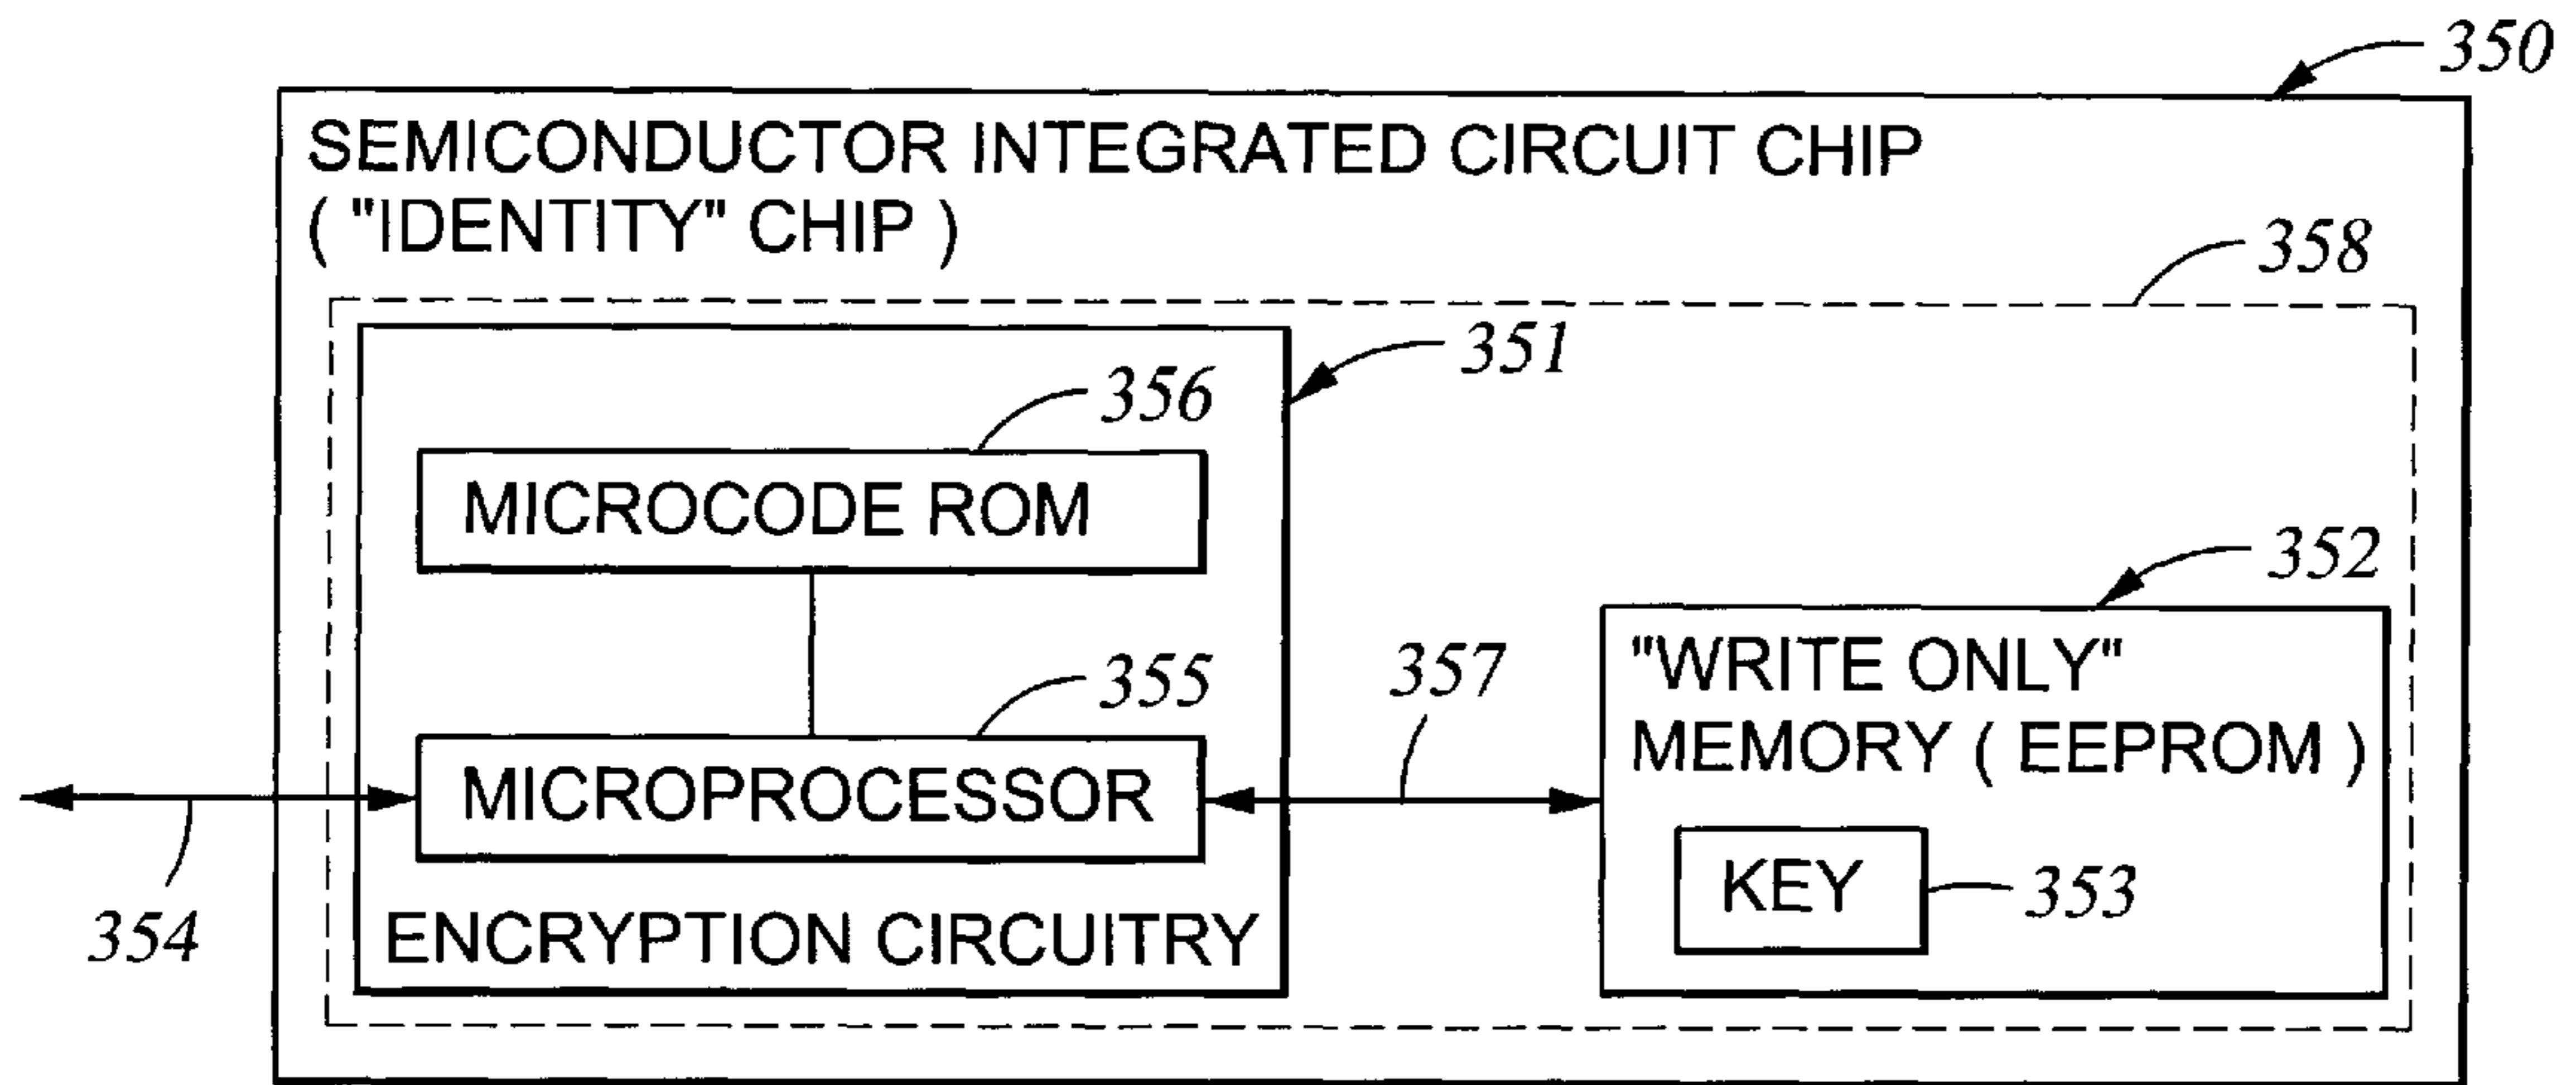 350
SEMICONDUCTOR INTEGRATED CIRCUIT CHIP
( "IDENTITY" CHIP )
358
351
356
MICROCODE ROM
352
"WRITE ONLY"
MEMORY ( EEPROM )
355
357
MICROPROCESSOR
KEY
353
354
ENCRYPTION CIRCUITRY